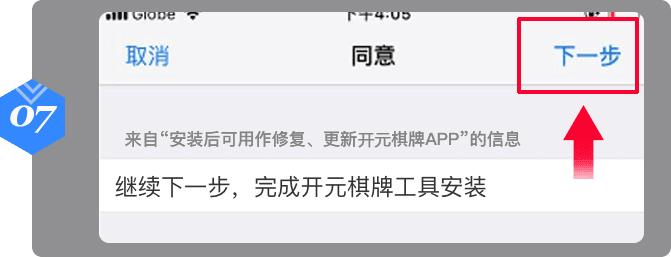 Globe 下午4:05
取消 同意 下一步
07
来自“安装后可用作修复、更新开元棋牌APP”的信息
继续下一步，完成开元棋牌工具安装